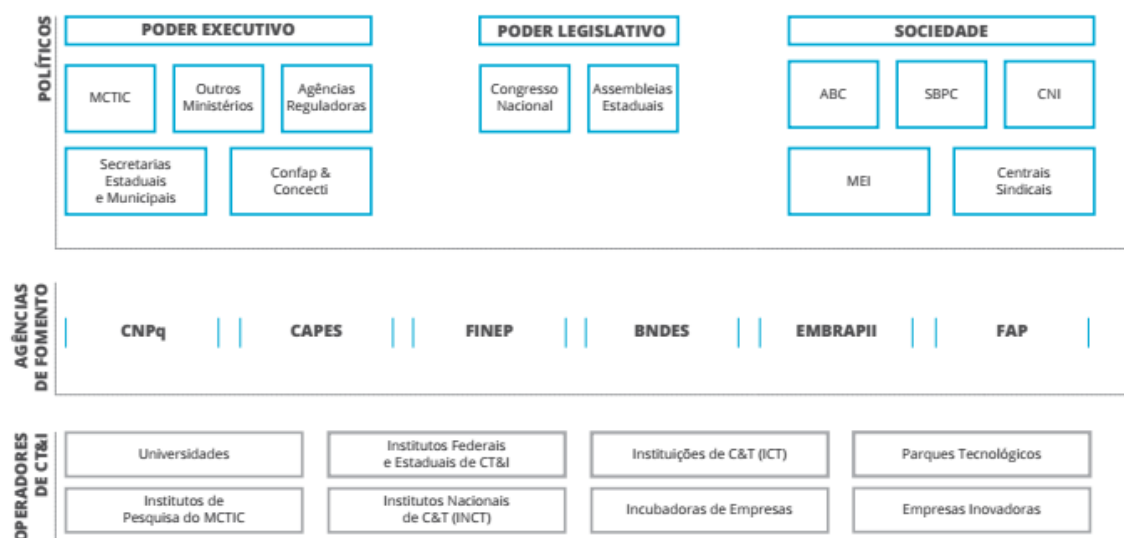 POLÍTICOS
PODER EXECUTIVO
PODER LEGISLATIVO
SOCIEDADE
MCTIC
Outros
Ministérios
Agências
Reguladoras
Congresso
Nacional
Assembleias
Estaduais
ABC
SBPC
CNI
Secretarias
Estaduais
e Municipais
Confap &
Concecti
MEI
Centrais
Sindicais
AGÊNCIAS
DE FOMENTO
CNPq
CAPES
FINEP
BNDES
EMBRAPII
FAP
OPERADORES
DE CT&I
Universidades
Institutos Federais
e Estaduais de CT&I
Instituições de C&T (ICT)
Parques Tecnológicos
Institutos de
Pesquisa do MCTIC
Institutos Nacionais
de C&T (INCT)
Incubadoras de Empresas
Empresas Inovadoras